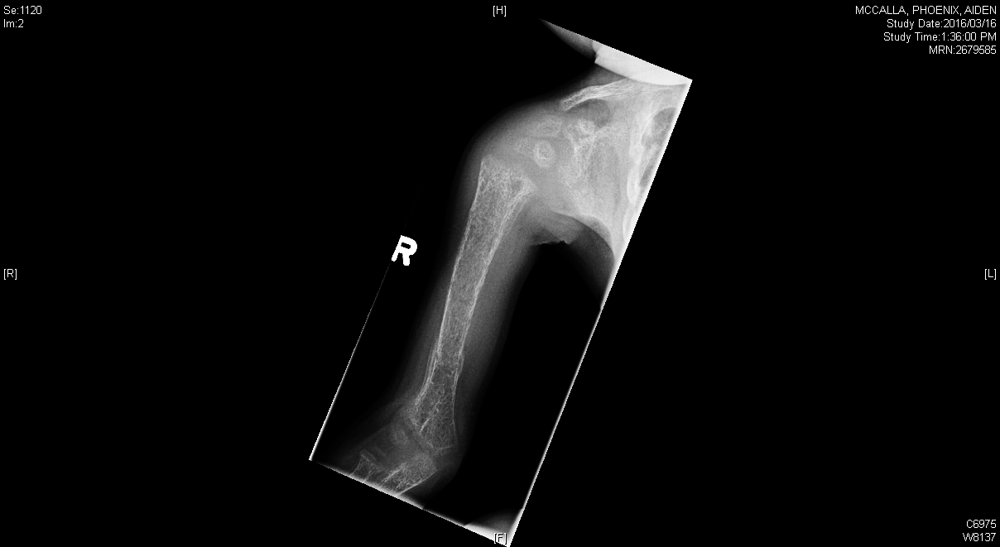 Se:1120
Im:2
[H]
MCCALLA, PHOENIX, AIDEN
Study Date:2016/03/16
Study Time:1:36:00 PM
MRN:2679585
R
[R]
[L]
[F]
C6975
W8137